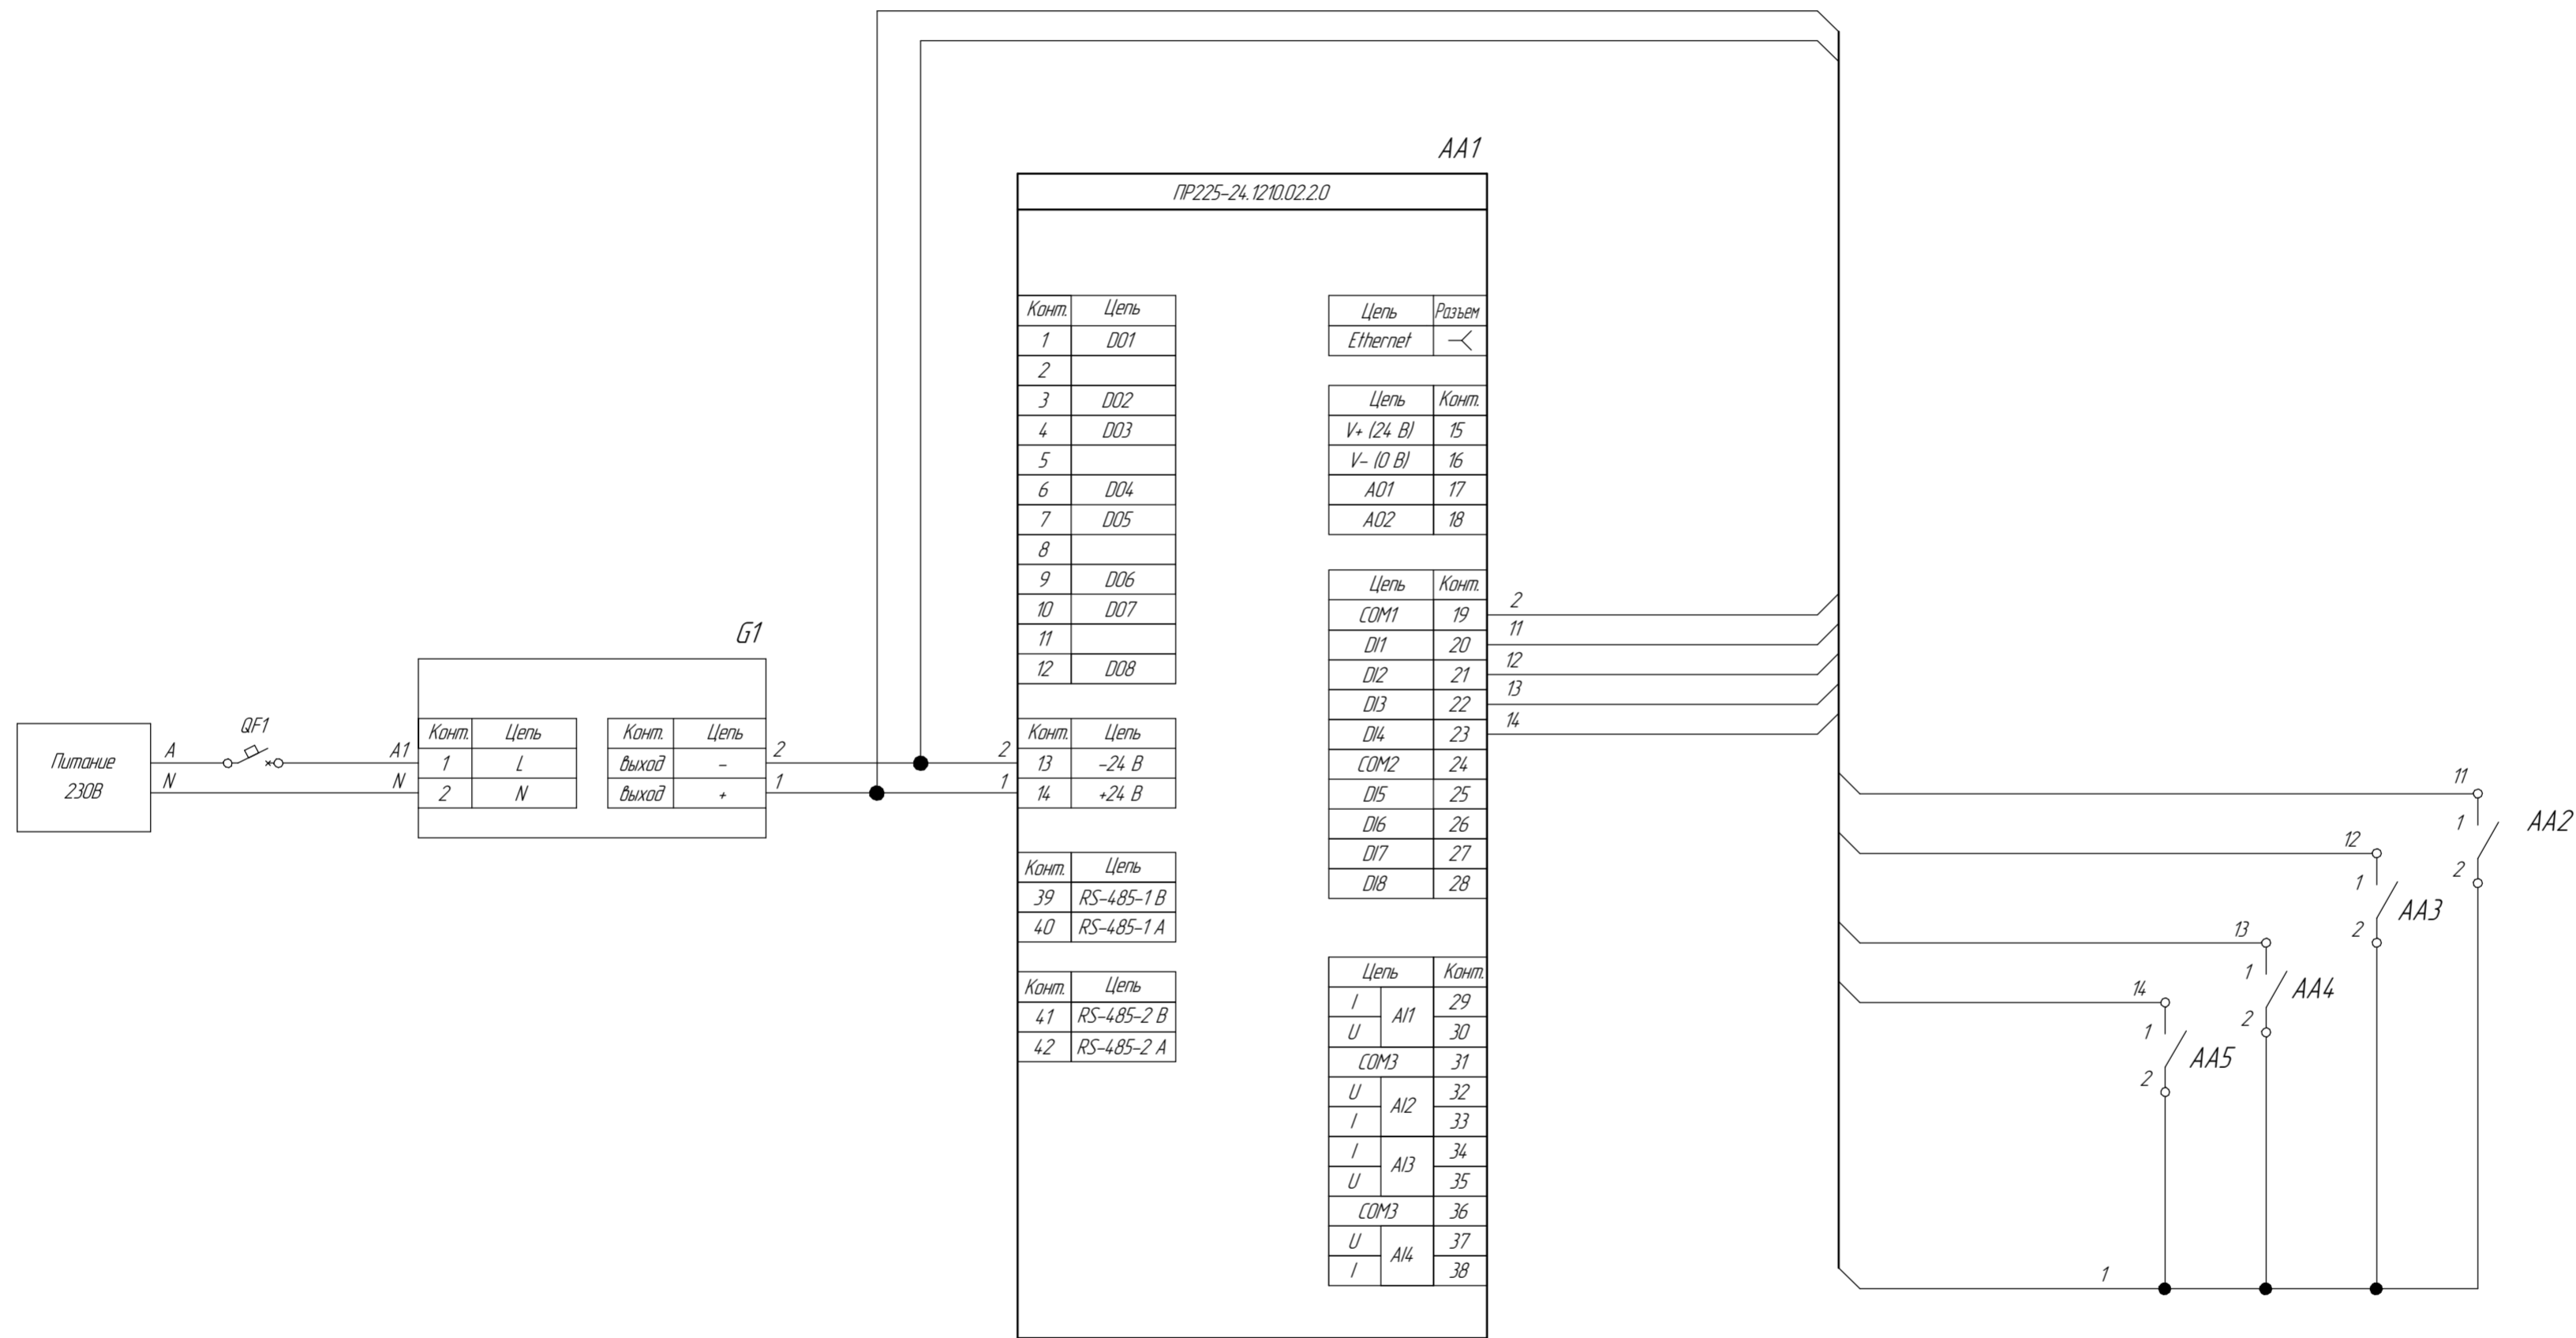 AA1
ПР225-24.1210.02.2.0
Конт. Цепь
1 DO1
2
3 DO2
4 DO3
5
6 DO4
7 DO5
8
9 DO6
10 DO7
11
12 DO8
Конт. Цепь
13 -24 В
14 +24 В
Конт. Цепь
39 RS-485-1 B
40 RS-485-1 A
Конт. Цепь
41 RS-485-2 B
42 RS-485-2 A
Цепь Разъем
Ethernet
Цепь Конт.
V+ (24 В) 15
V- (0 В) 16
AO1 17
AO2 18
Цепь Конт.
COM1 19
DI1 20
DI2 21
DI3 22
DI4 23
COM2 24
DI5 25
DI6 26
DI7 27
DI8 28
Цепь Конт.
I AI1 29
U 30
COM3 31
U AI2 32
I 33
I AI3 34
U 35
COM3 36
U AI4 37
I 38
2
11
12
13
14
G1
Конт. Цепь
1 L
2 N
Конт. Цепь
выход -
выход +
2 2
1 1
Питание
230В
QF1
A A1
N N
11
1
2
AA2
12
1
2
AA3
13
1
2
AA4
14
1
2
AA5
1